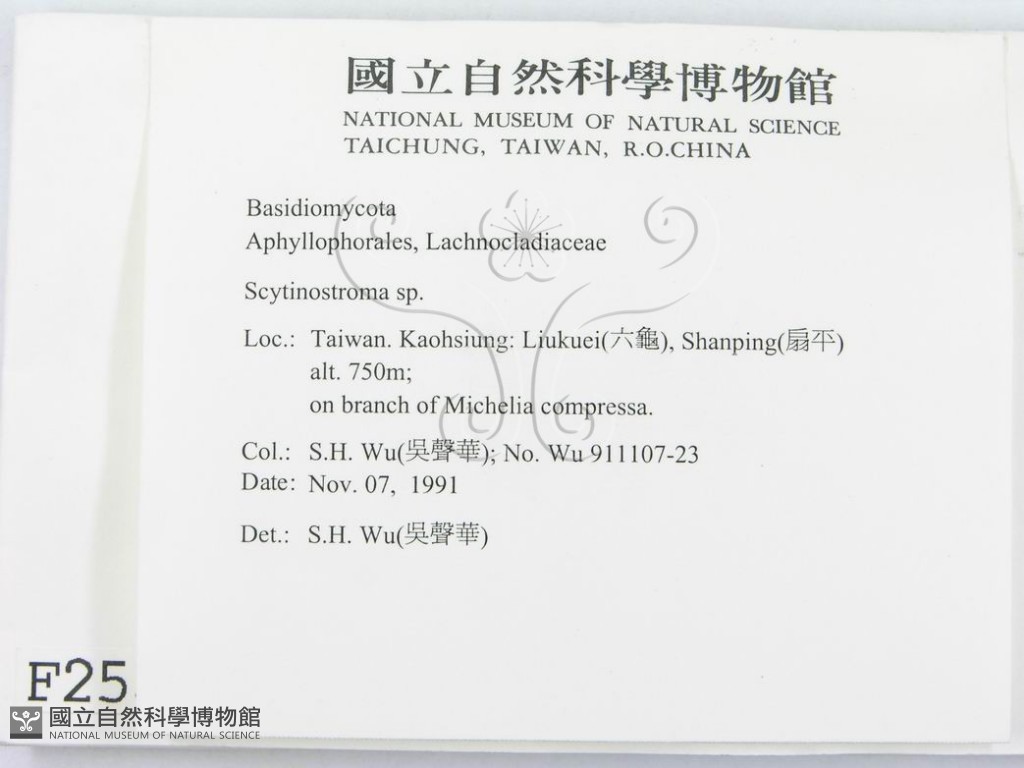 國立自然科學博物館
NATIONAL MUSEUM OF NATURAL SCIENCE
TAICHUNG, TAIWAN, R.O.CHINA
Basidiomycota
Aphyllophorales, Lachnocladiaceae
Scytinostroma sp.
Loc.: Taiwan. Kaohsiung: Liukuei(六龜), Shanping(扇平)
alt. 750m;
on branch of Michelia compressa.
Col.: S.H. Wu(吳聲華); No. Wu 911107-23
Date: Nov. 07, 1991
Det.: S.H. Wu(吳聲華)
F25
國立自然科學博物館
NATIONAL MUSEUM OF NATURAL SCIENCE